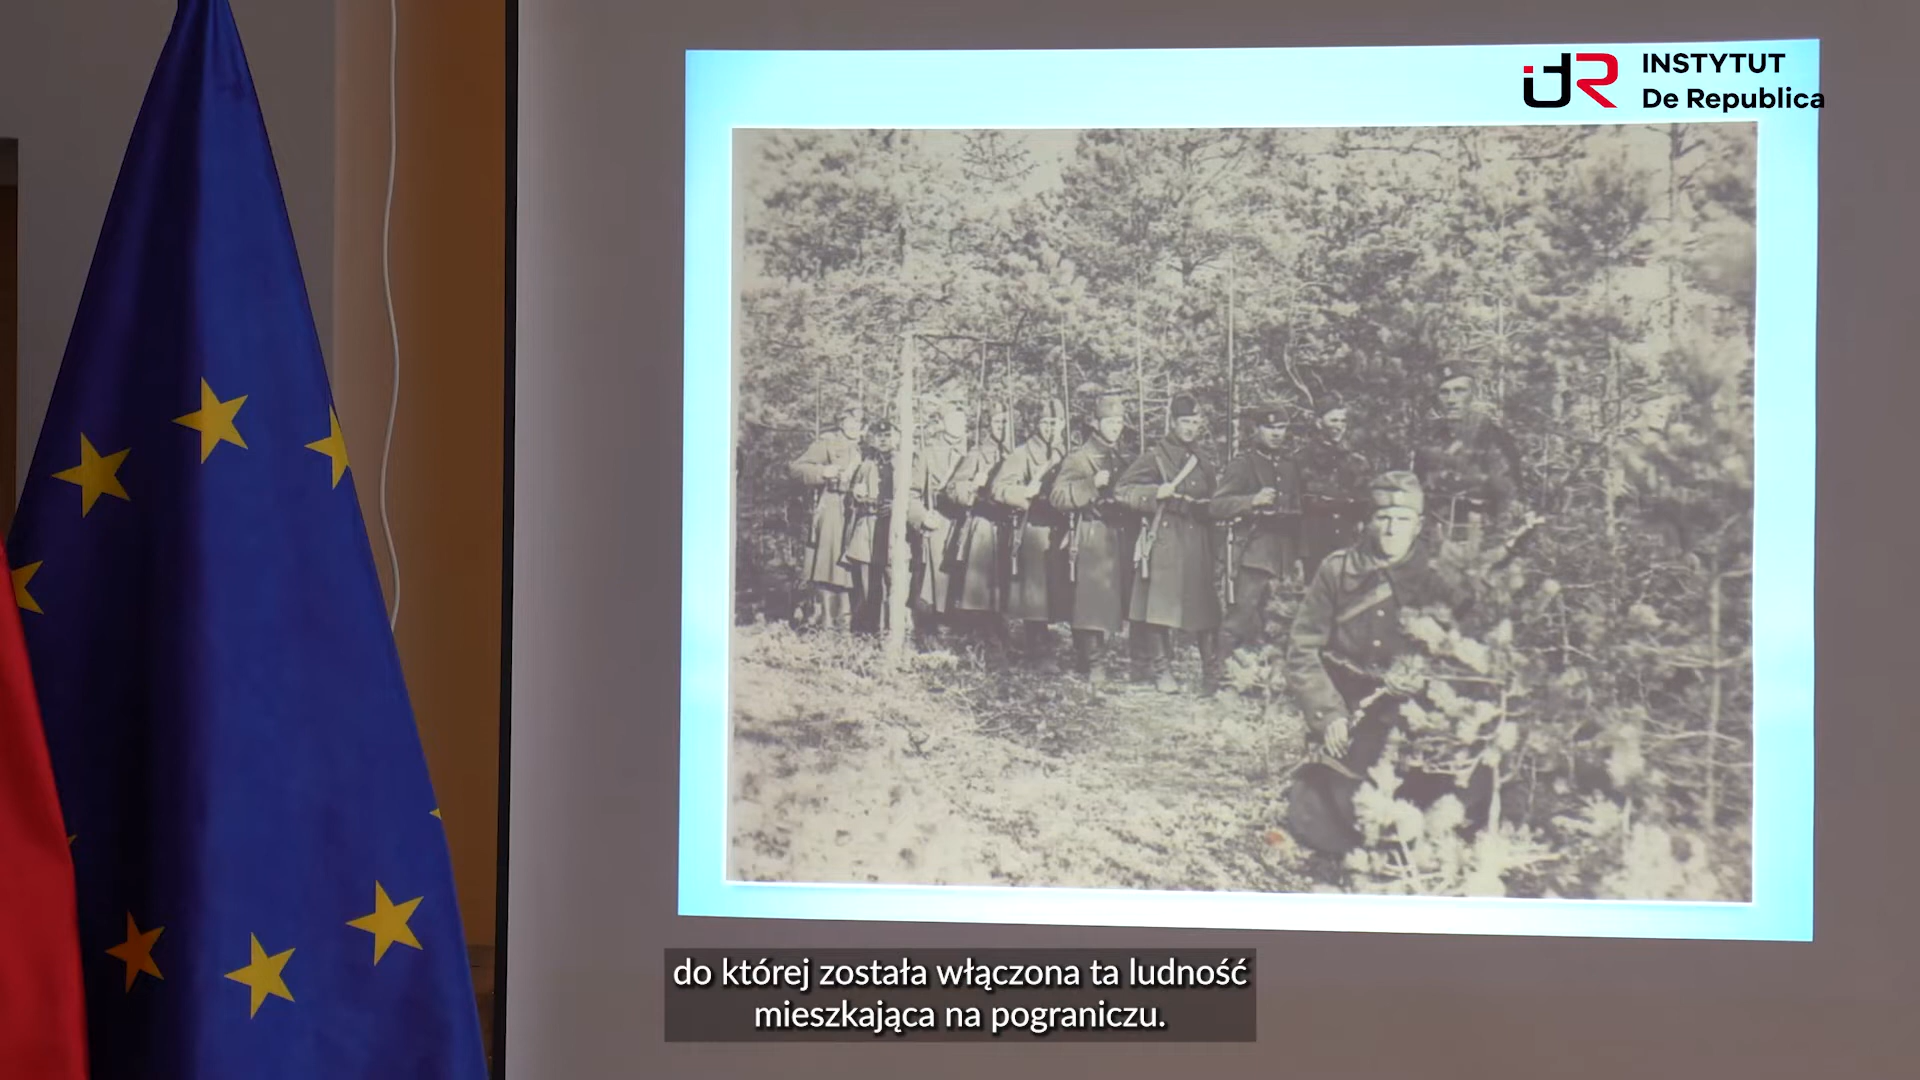 INSTYTUT
De Republica
do której została włączona ta ludność
mieszkająca na pograniczu.